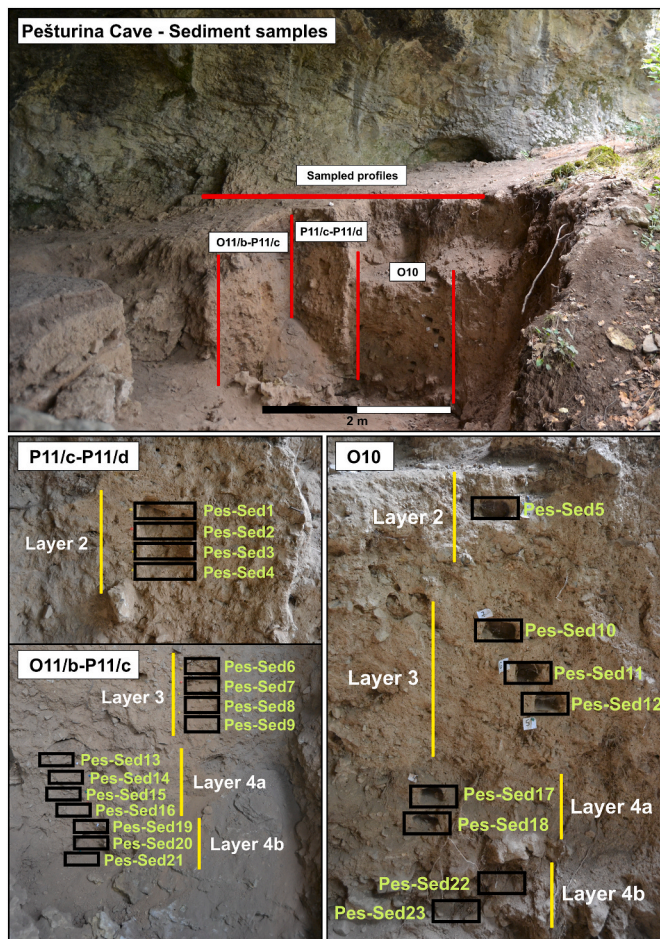 Pešturina Cave - Sediment samples
Sampled profiles
O11/b-P11/c
P11/c-P11/d
O10
2 m
P11/c-P11/d
Layer 2
Pes-Sed1
Pes-Sed2
Pes-Sed3
Pes-Sed4
O11/b-P11/c
Layer 3
Pes-Sed6
Pes-Sed7
Pes-Sed8
Pes-Sed9
Pes-Sed13
Pes-Sed14
Pes-Sed15
Pes-Sed16
Layer 4a
Pes-Sed19
Pes-Sed20
Pes-Sed21
Layer 4b
O10
Layer 2
Pes-Sed5
Layer 3
Pes-Sed10
Pes-Sed11
Pes-Sed12
Pes-Sed17
Pes-Sed18
Layer 4a
Pes-Sed22
Pes-Sed23
Layer 4b